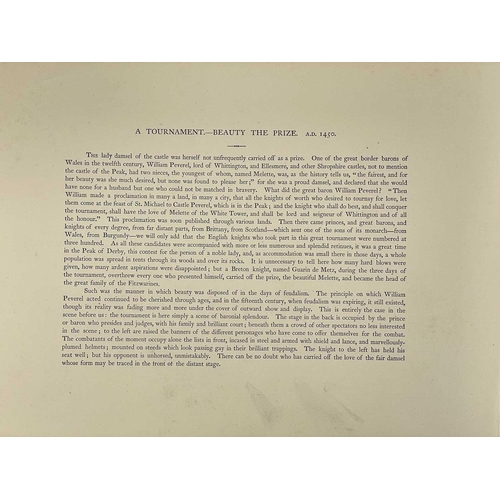 A TOURNAMENT.—BEAUTY THE PRIZE. A.D. 1450.
THE lady damsel of the castle was herself not unfrequently carried off as a prize. One of the great border barons of
Wales in the twelfth century, William Peverel, lord of Whittington, and Ellesmere, and other Shropshire castles, not to mention
the castle of the Peak, had two nieces, the youngest of whom, named Melette, was, as the history tells us, "the fairest, and for
her beauty was she much desired, but none was found to please her;" for she was a proud damsel, and declared that she would
have none for a husband but one who could not be matched in bravery. What did the great baron William Peverel? "Then
William made a proclamation in many a land, in many a city, that all the knights of worth who desired to tournay for love, let
them come at the feast of St. Michael to Castle Peverel, which is in the Peak; and the knight who shall do best, and shall conquer
the tournament, shall have the love of Melette of the White Tower, and shall be lord and seigneur of Whittington and of all
the honour." This proclamation was soon published through various lands. Then there came princes, and great barons, and
knights of every degree, from far distant parts, from Brittany, from Scotland—which sent one of the sons of its monarch—from
Wales, from Burgundy—we will only add that the English knights who took part in this great tournament were numbered at
three hundred. As all these candidates were accompanied with more or less numerous and splendid retinues, it was a great time
in the Peak of Derby, this contest for the person of a noble lady, and, as accommodation was small there in those days, a whole
population was spread in tents through its woods and over its rocks. It is unnecessary to tell here how many hard blows were
given, how many ardent aspirations were disappointed; but a Breton knight, named Guarin de Metz, during the three days of
the tournament, overthrew every one who presented himself, carried off the prize, the beautiful Melette, and became the head of
the great family of the Fitzwarines.
Such was the manner in which beauty was disposed of in the days of feudalism. The principle on which William
Peverel acted continued to be cherished through ages, and in the fifteenth century, when feudalism was expiring, it still existed,
though its reality was fading more and more under the cover of outward show and display. This is entirely the case in the
scene before us: the tournament is here simply a scene of baronial splendour. The stage in the back is occupied by the prince
or baron who presides and judges, with his family and brilliant court; beneath them a crowd of other spectators no less interested
in the scene; to the left are raised the banners of the different personages who have come to offer themselves for the combat.
The combatants of the moment occupy alone the lists in front, incased in steel and armed with shield and lance, and marvellously-
plumed helmets; mounted on steeds which look passing gay in their brilliant trappings. The knight to the left has held his
seat well; but his opponent is unhorsed, unmistakably. There can be no doubt who has carried off the love of the fair damsel
whose form may be traced in the front of the distant stage.